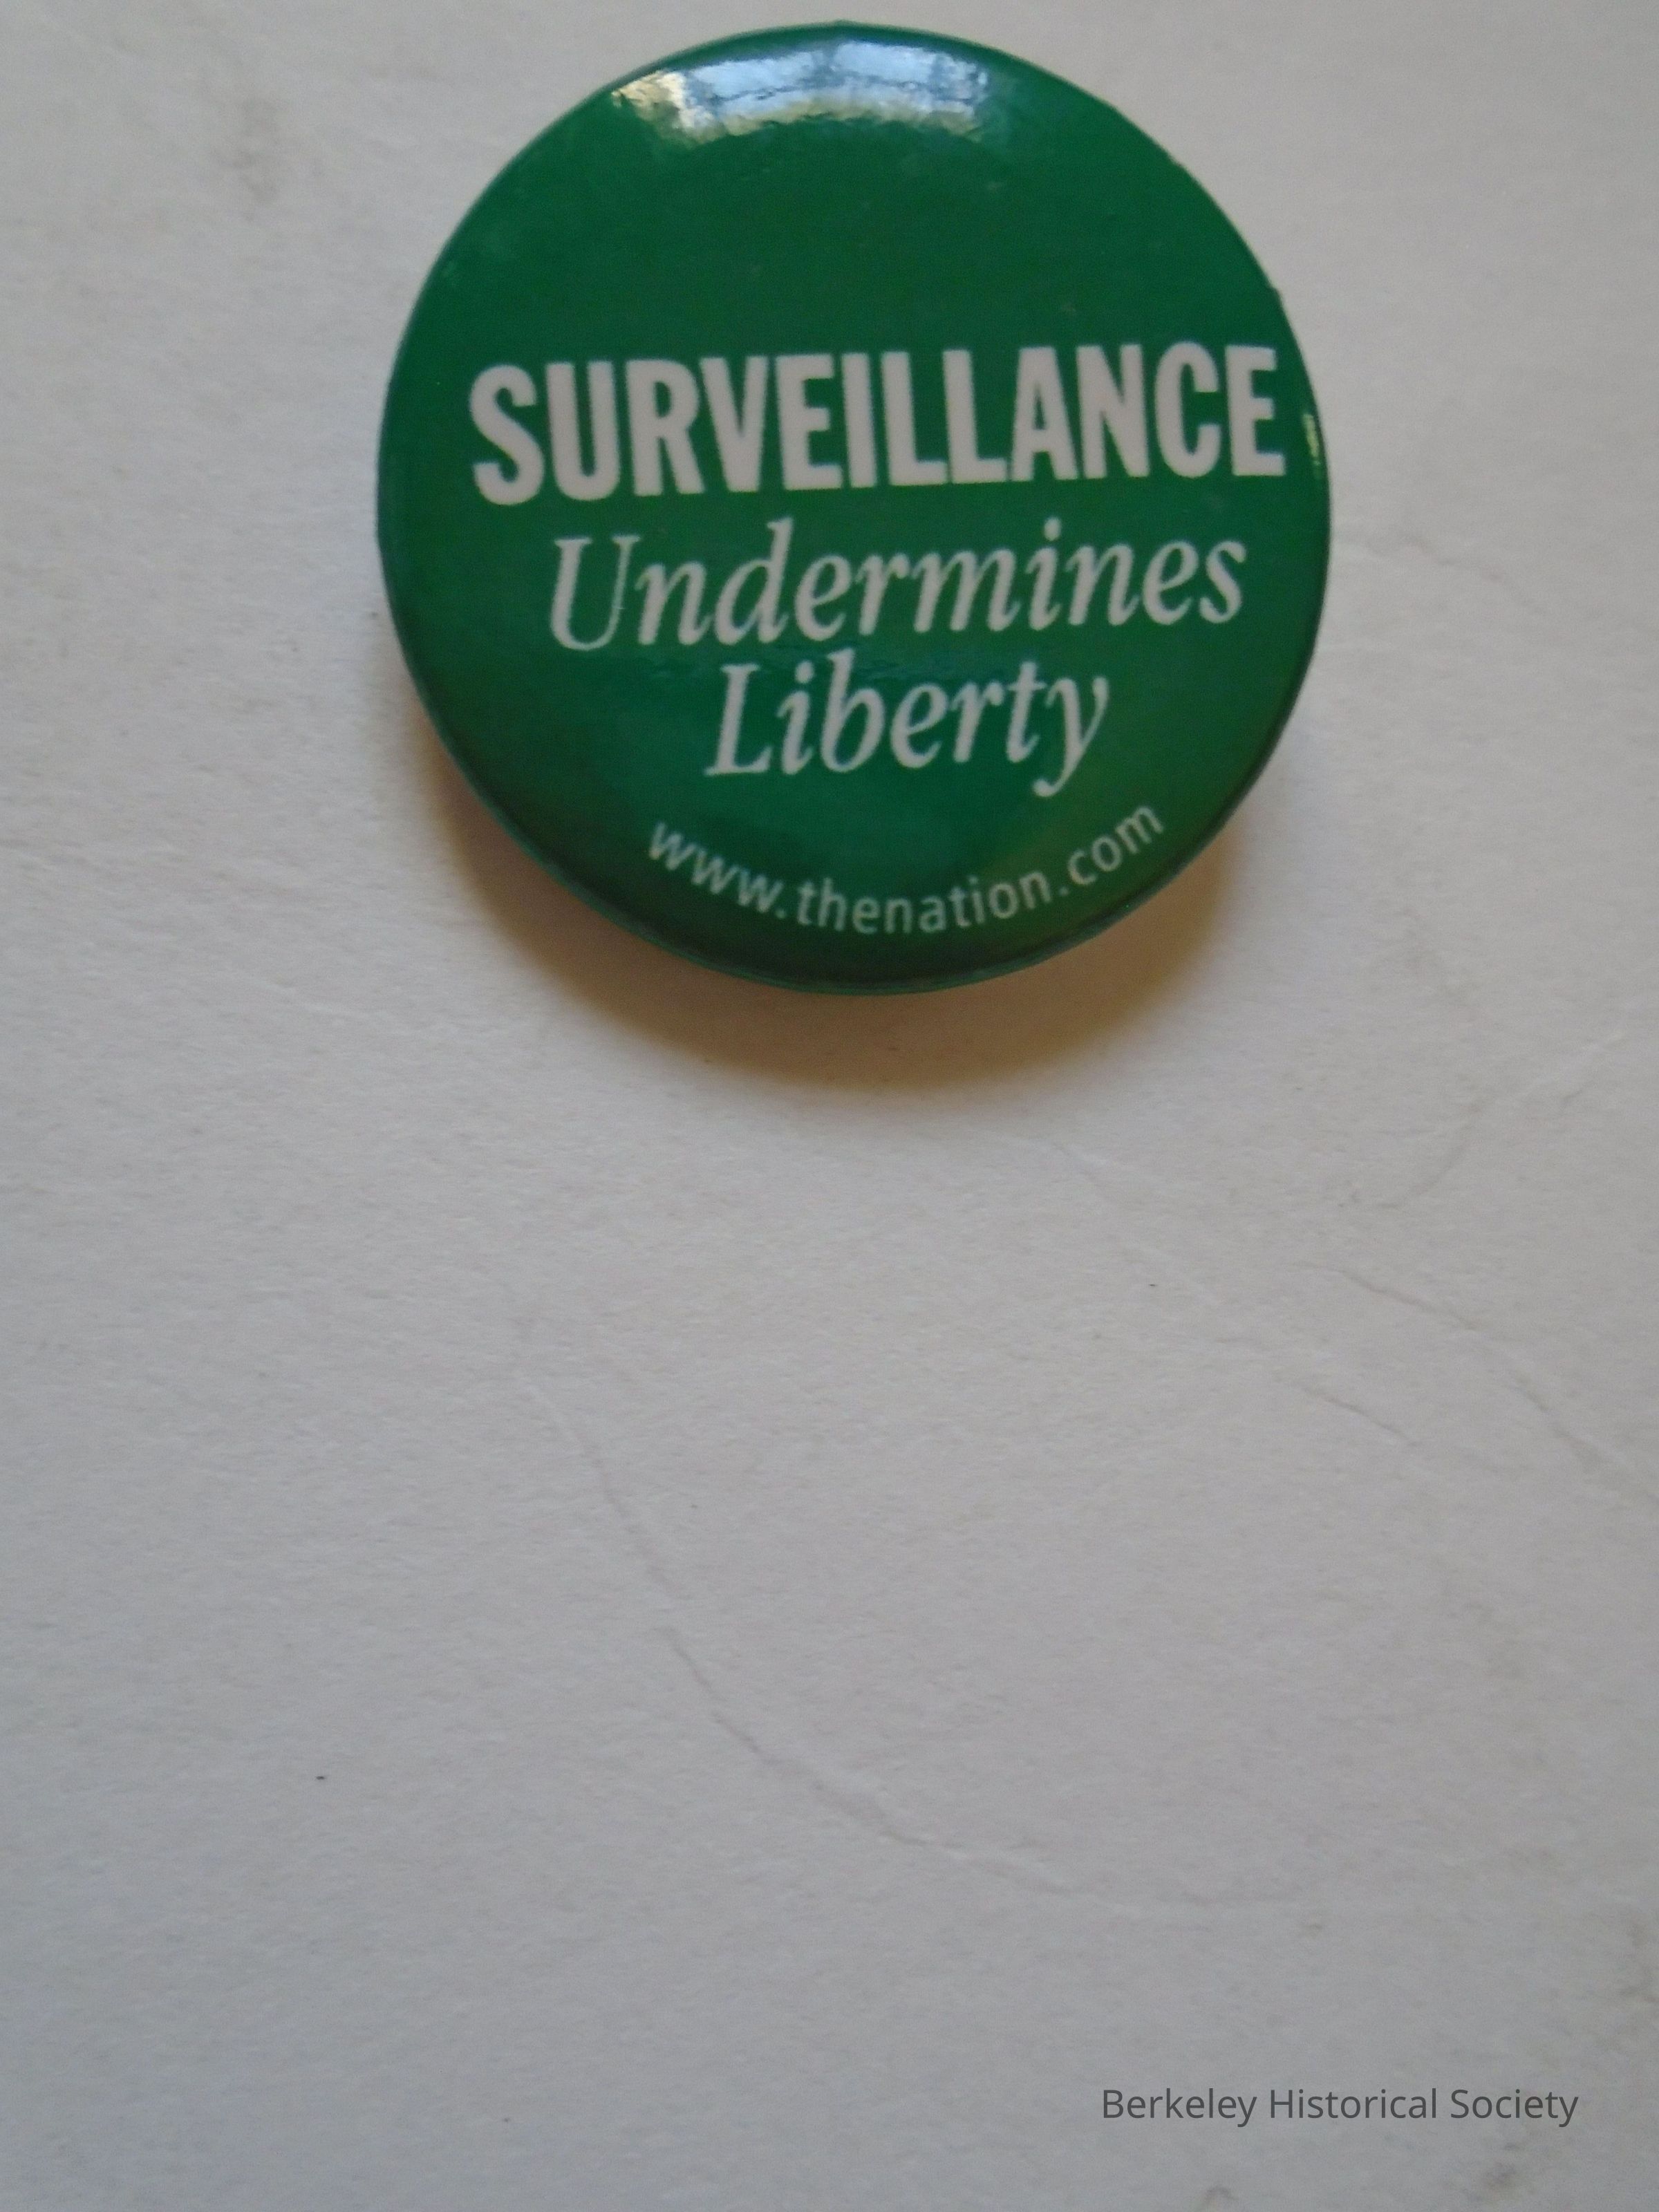 SURVEILLANCE
Undermines
Liberty
www.thenation.com
Berkeley Historical Society